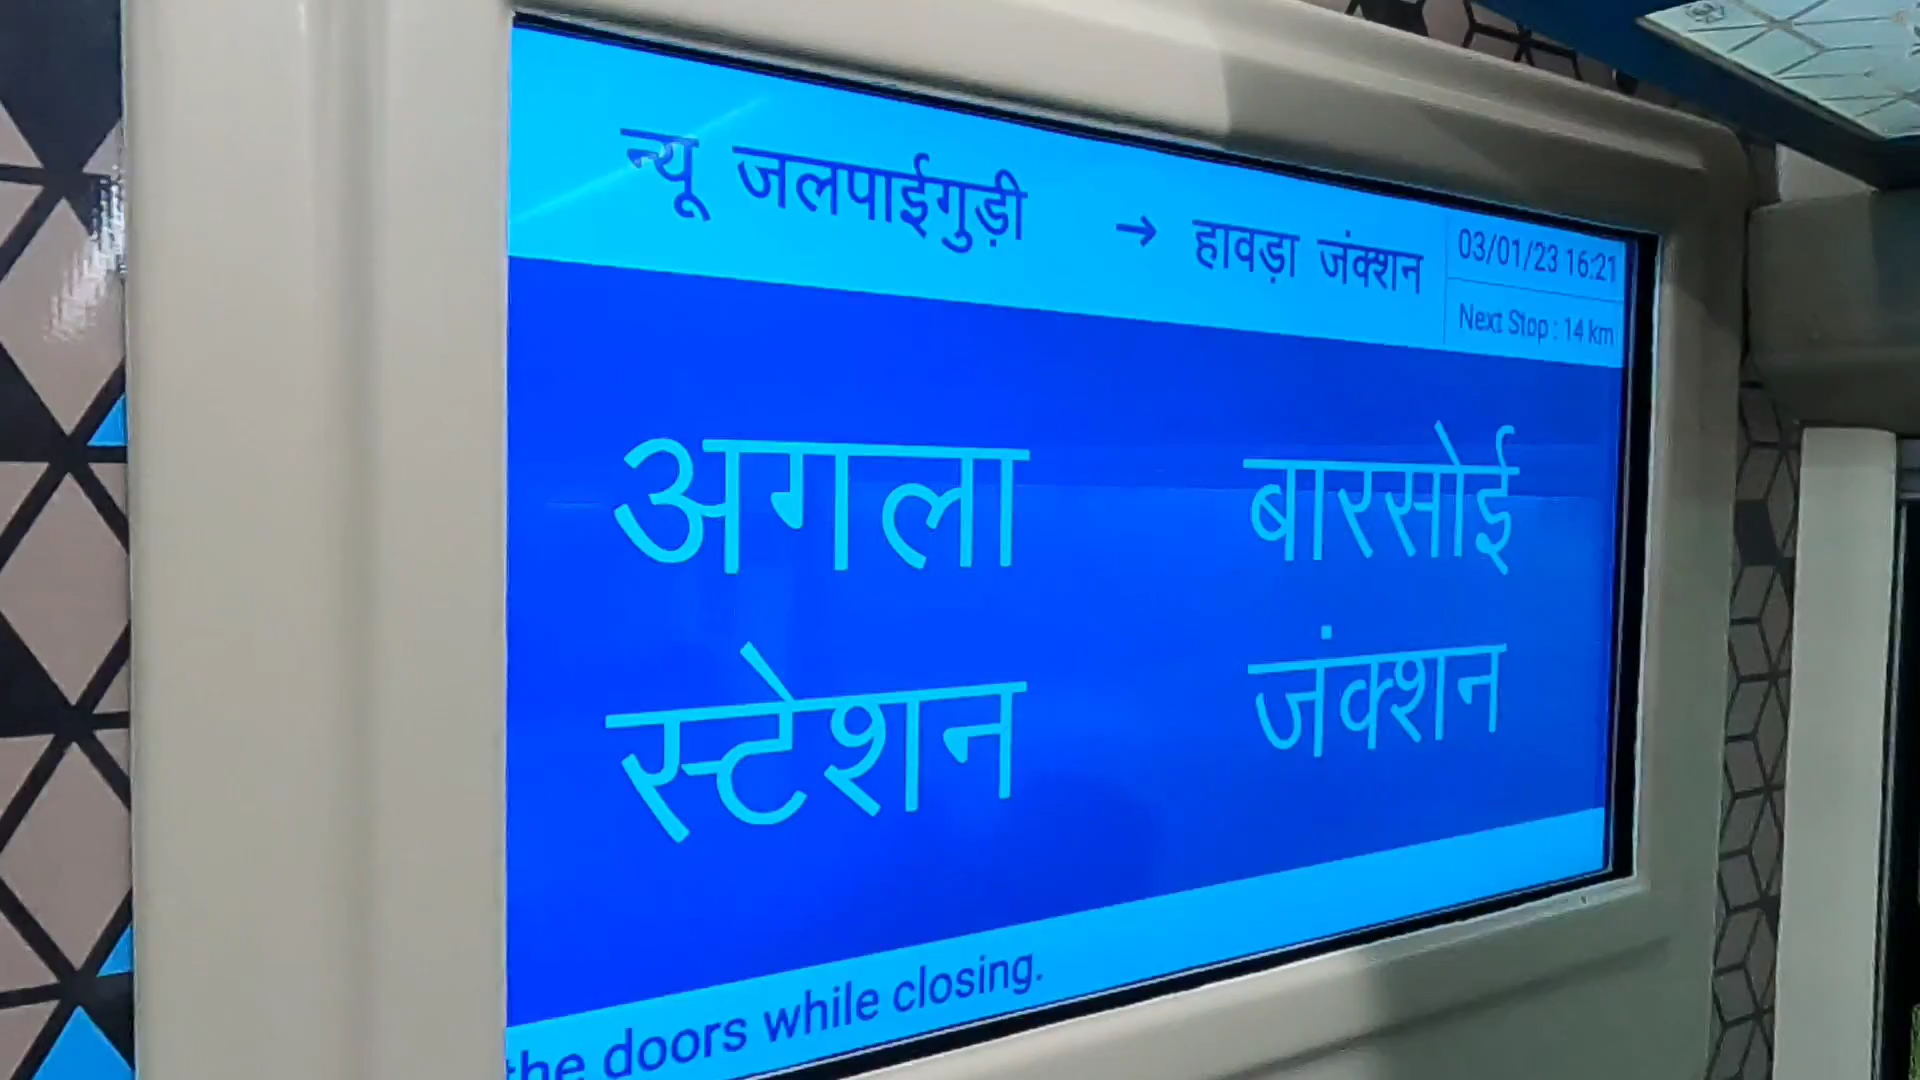 न्यू जलपाईगुड़ी → हावड़ा जंक्शन
03/01/23 16:21
Next Stop : 14 km
अगला
स्टेशन
बारसोई
जंक्शन
the doors while closing.